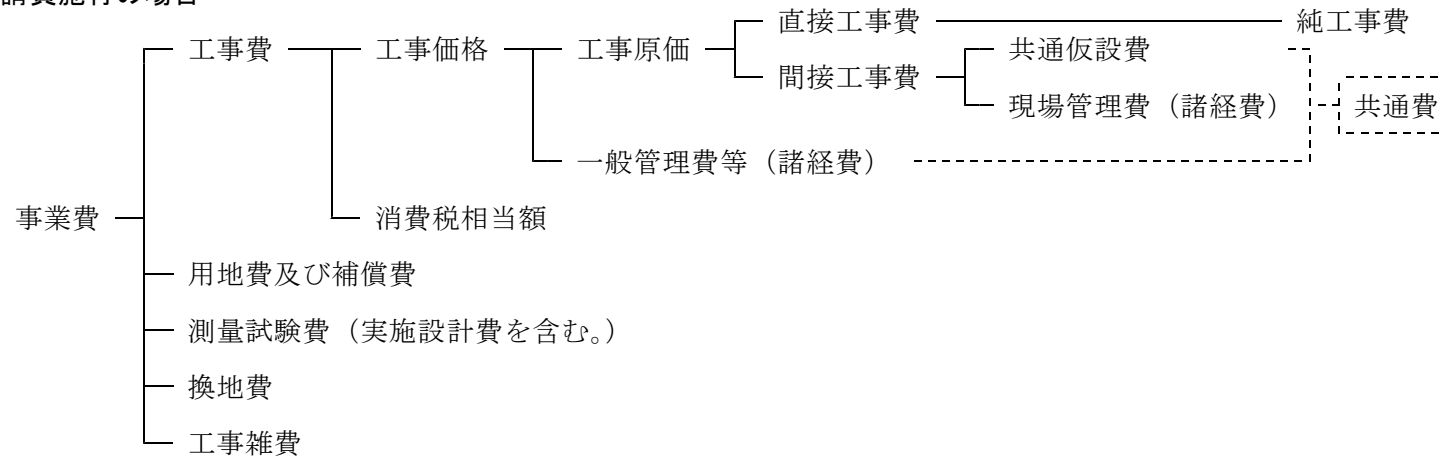 請負施行の場合
直接工事費 純工事費
工事費 工事価格 工事原価 共通仮設費
間接工事費
現場管理費（諸経費） 共通費
一般管理費等（諸経費）
事業費 消費税相当額
用地費及び補償費
測量試験費（実施設計費を含む。）
換地費
工事雑費